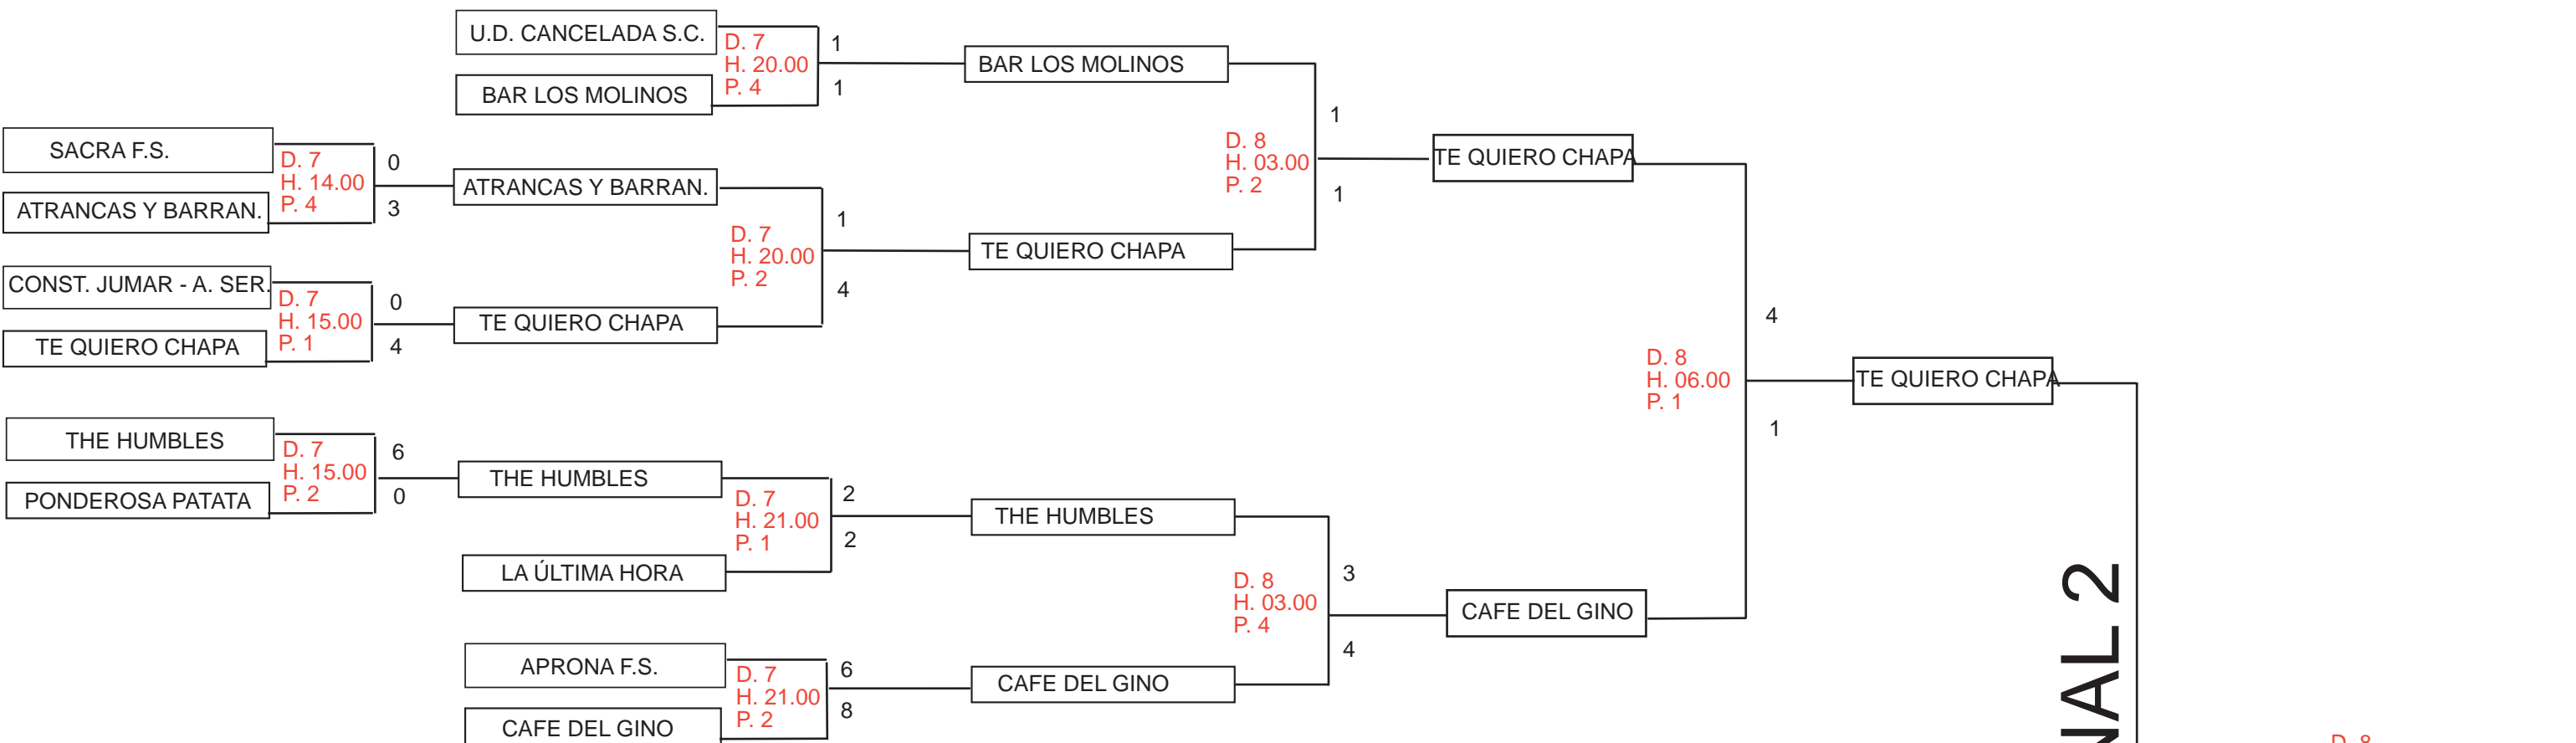 U.D. CANCELADA S.C.
D. 7
H. 20.00
P. 4
1
1
BAR LOS MOLINOS
BAR LOS MOLINOS
SACRA F.S.
D. 7
H. 14.00
P. 4
0
3
ATRANCAS Y BARRAN.
ATRANCAS Y BARRAN.
D. 7
H. 20.00
P. 2
1
4
CONST. JUMAR - A. SER.
D. 7
H. 15.00
P. 1
0
4
TE QUIERO CHAPA
TE QUIERO CHAPA
TE QUIERO CHAPA
D. 8
H. 03.00
P. 2
1
1
TE QUIERO CHAPA
THE HUMBLES
D. 7
H. 15.00
P. 2
6
0
PONDEROSA PATATA
THE HUMBLES
D. 7
H. 21.00
P. 1
2
2
LA ÚLTIMA HORA
THE HUMBLES
D. 8
H. 03.00
P. 4
3
4
APRONA F.S.
D. 7
H. 21.00
P. 2
6
8
CAFE DEL GINO
CAFE DEL GINO
CAFE DEL GINO
D. 8
H. 06.00
P. 1
4
1
TE QUIERO CHAPA
NAL 2
D. 8